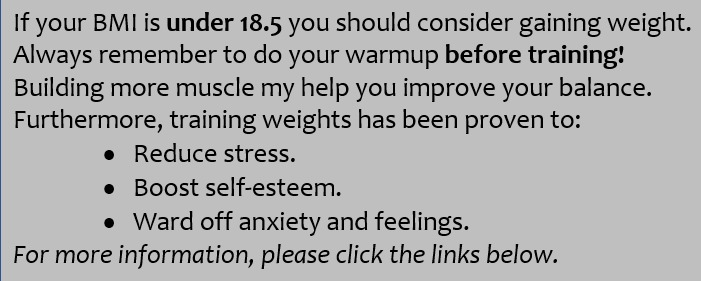 If your BMI is under 18.5 you should consider gaining weight.
Always remember to do your warmup before training!
Building more muscle my help you improve your balance.
Furthermore, training weights has been proven to:
• Reduce stress.
• Boost self-esteem.
• Ward off anxiety and feelings.
For more information, please click the links below.